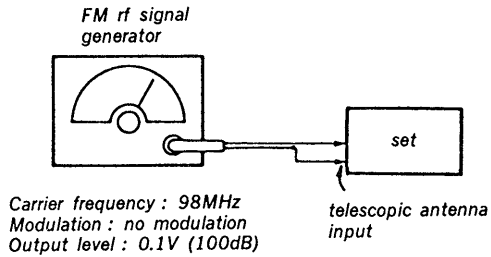 FM rf signal
generator
set
Carrier frequency : 98MHz
Modulation : no modulation
Output level : 0.1V (100dB)
telescopic antenna
input